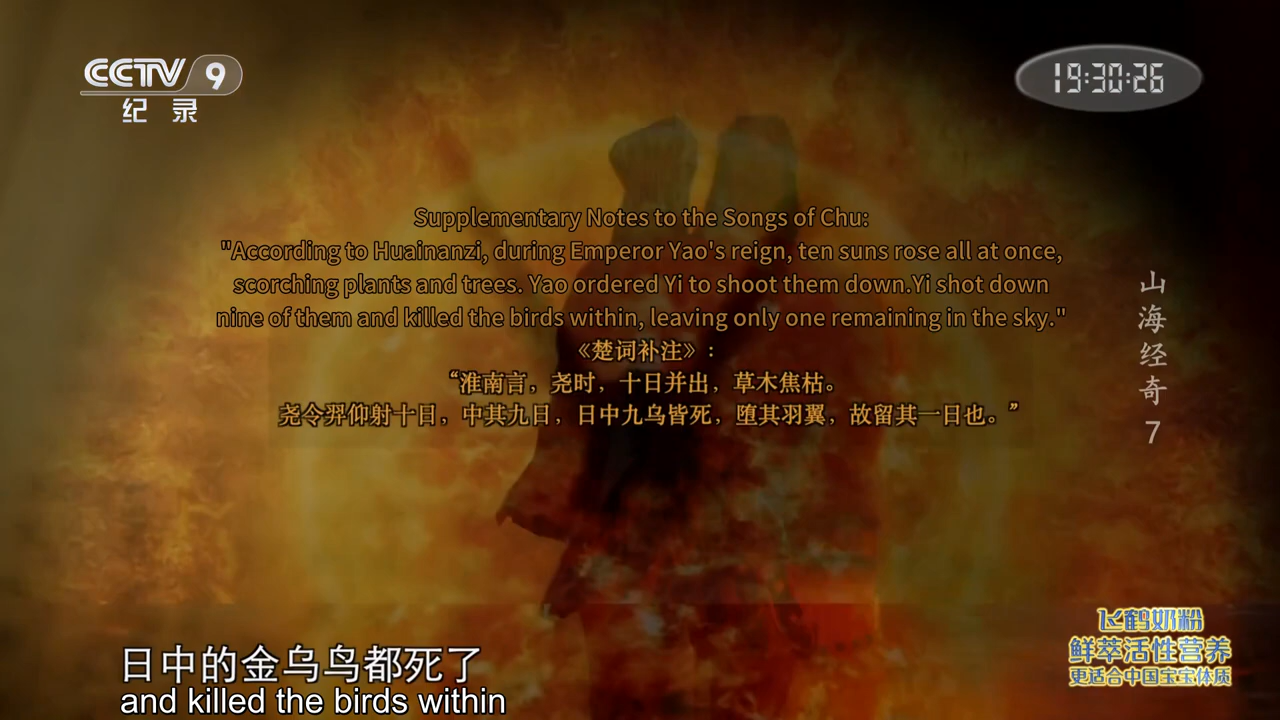 CCTV 9
纪 录
19:30:26
Supplementary Notes to the Songs of Chu:
"According to Huainanzi, during Emperor Yao's reign, ten suns rose all at once,
scorching plants and trees. Yao ordered Yi to shoot them down.Yi shot down
nine of them and killed the birds within, leaving only one remaining in the sky."
《楚词补注》:
“淮南言，尧时，十日并出，草木焦枯。
尧令羿仰射十日，中其九日，日中九乌皆死，堕其羽翼，故留其一日也。”
山海经奇 7
飞鹤奶粉
鲜萃活性营养
更适合中国宝宝体质
日中的金乌鸟都死了
and killed the birds within